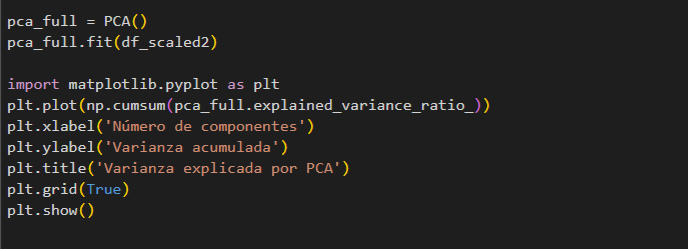 pca_full = PCA()
pca_full.fit(df_scaled2)
import matplotlib.pyplot as plt
plt.plot(np.cumsum(pca_full.explained_variance_ratio_))
plt.xlabel('Número de componentes')
plt.ylabel('Varianza acumulada')
plt.title('Varianza explicada por PCA')
plt.grid(True)
plt.show()